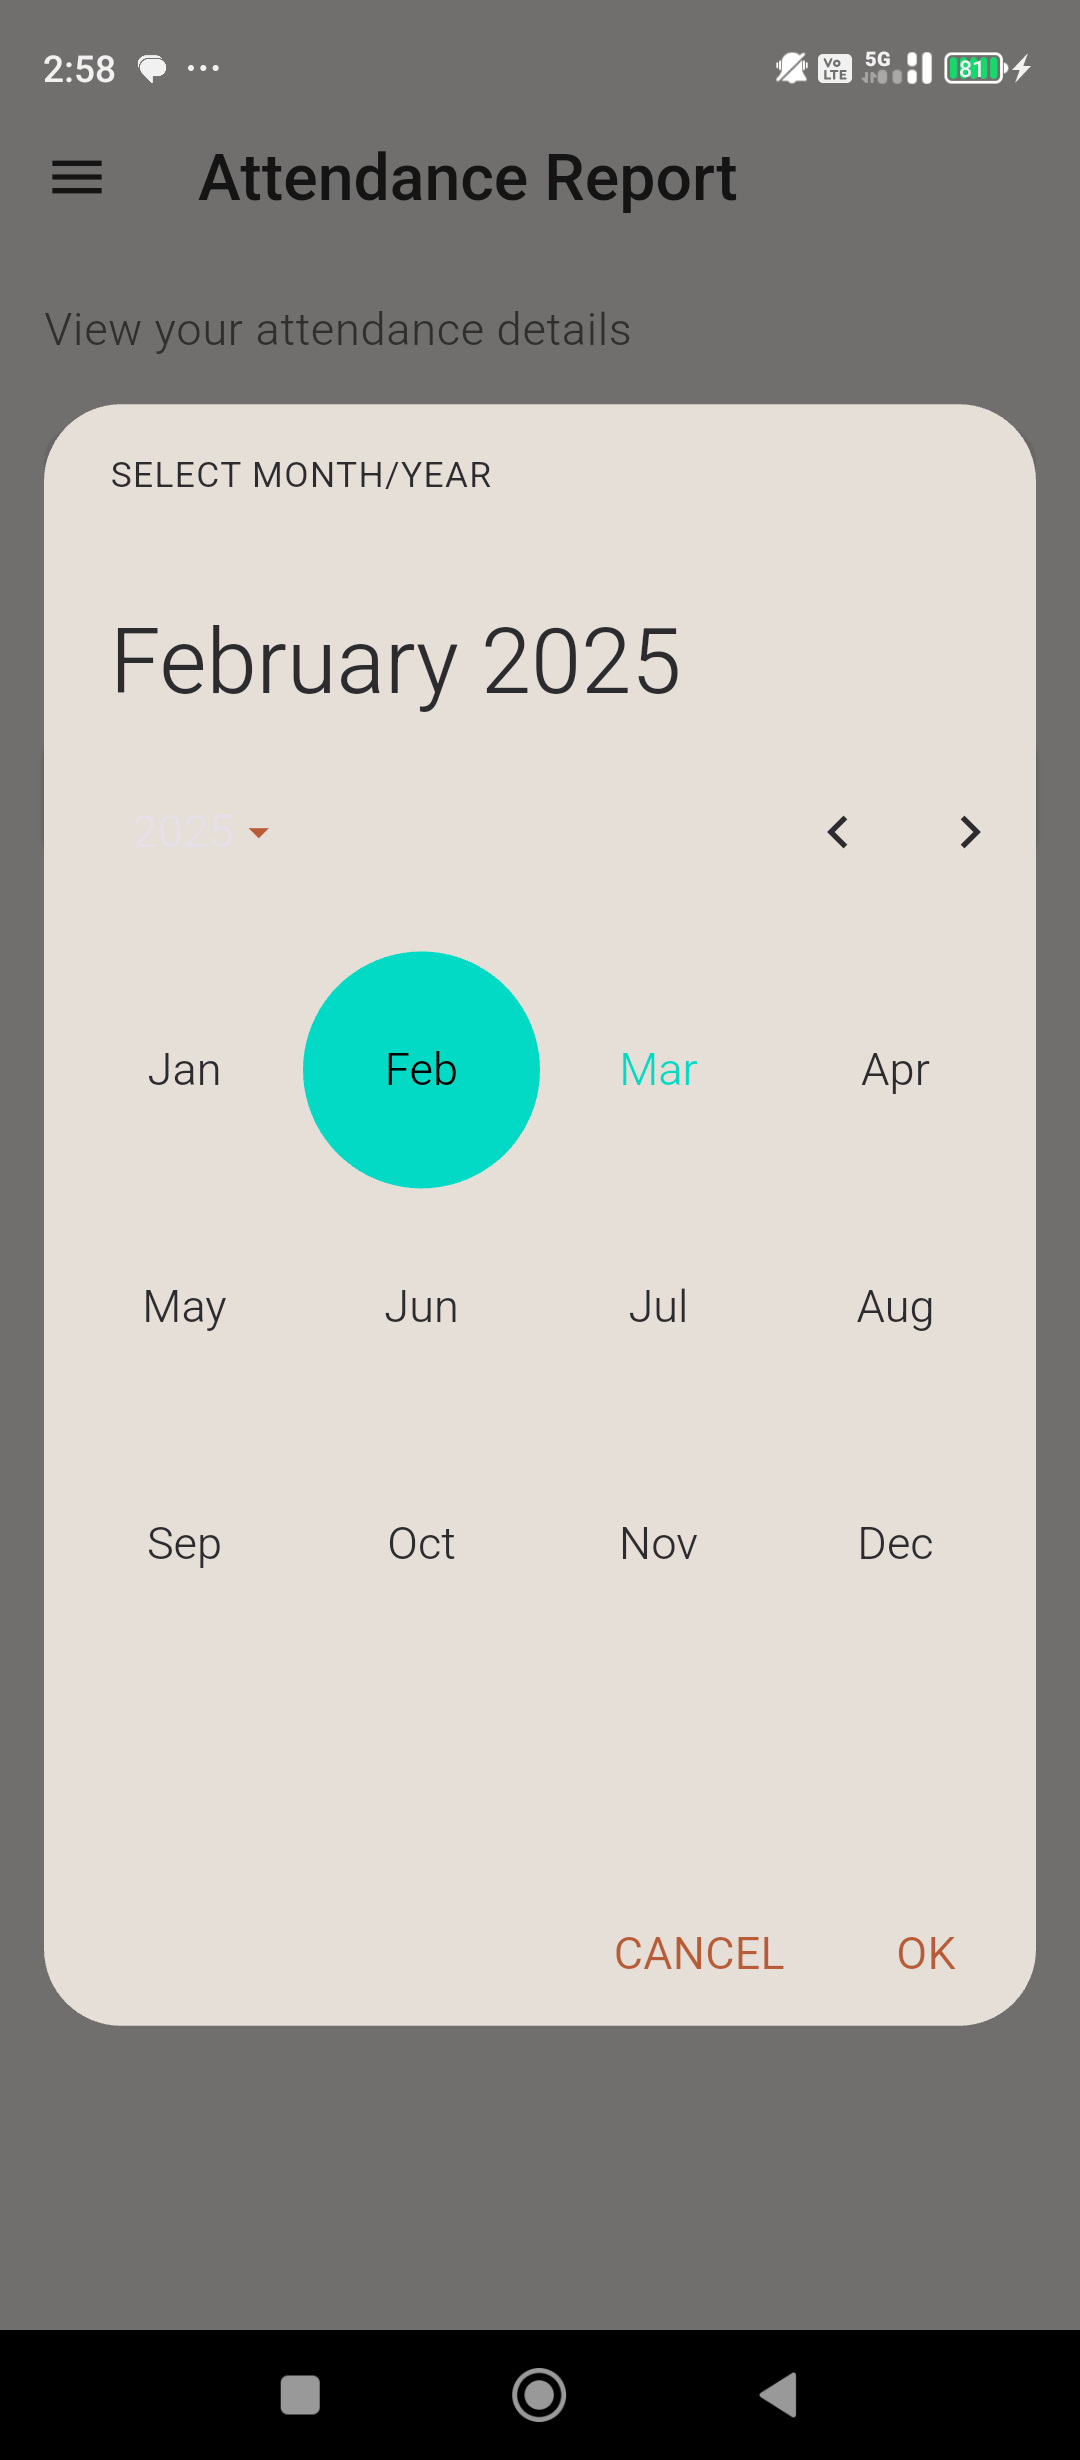 2:58 ... Vo LTE 5G 81
Attendance Report
View your attendance details
SELECT MONTH/YEAR
February 2025
2025
Jan Feb Mar Apr
May Jun Jul Aug
Sep Oct Nov Dec
CANCEL OK